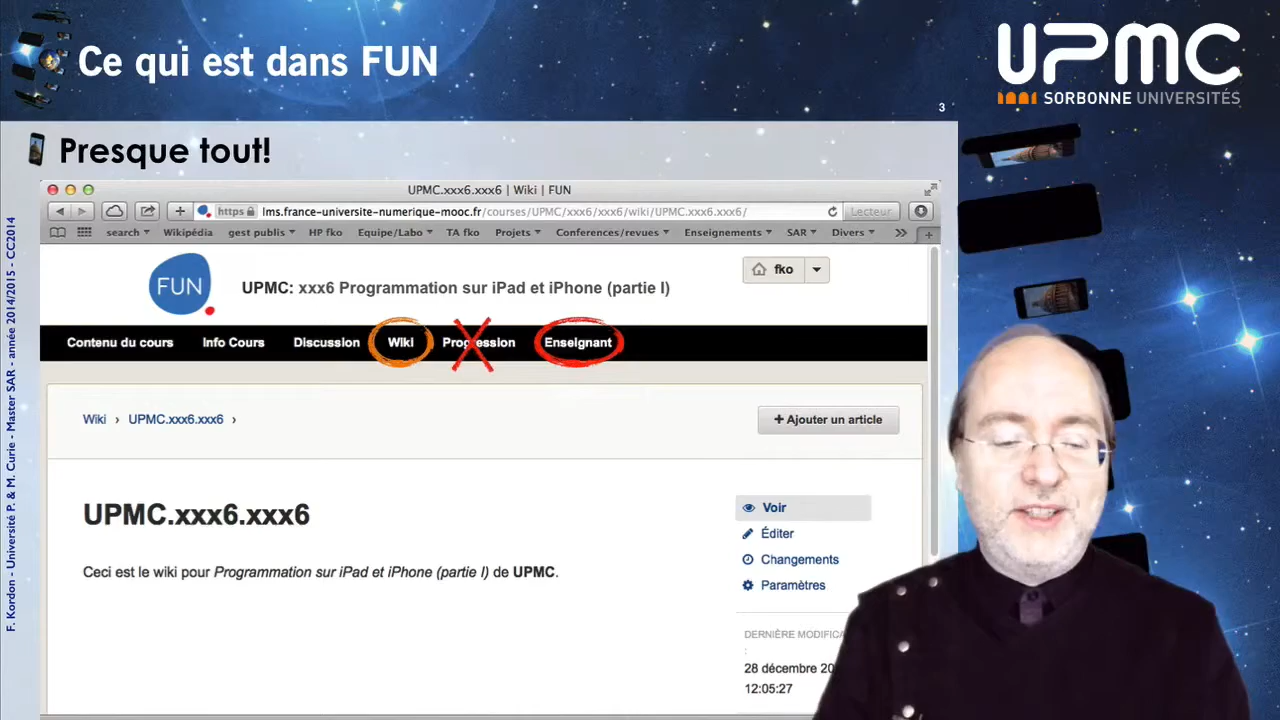 Ce qui est dans FUN
UPMC
SORBONNE UNIVERSITÉS
3
Presque tout!
UPMC.xxx6.xxx6 | Wiki | FUN
https lms.france-universite-numerique-mooc.fr/courses/UPMC/xxx6/xxx6/wiki/UPMC.xxx6.xxx6/ Lecteur
search Wikipédia gest publis HP fko Equipe/Labo TA fko Projets Conferences/revues Enseignements SAR Divers
FUN
UPMC: xxx6 Programmation sur iPad et iPhone (partie I)
fko
Contenu du cours Info Cours Discussion Wiki Progression Enseignant
Wiki › UPMC.xxx6.xxx6 ›
+ Ajouter un article
UPMC.xxx6.xxx6
Ceci est le wiki pour Programmation sur iPad et iPhone (partie I) de UPMC.
Voir
Éditer
Changements
Paramètres
DERNIÈRE
:
28 décembre
12:05:27
F. Kordon - Université P. & M. Curie - Master SAR - année 2014/2015 - CC2014